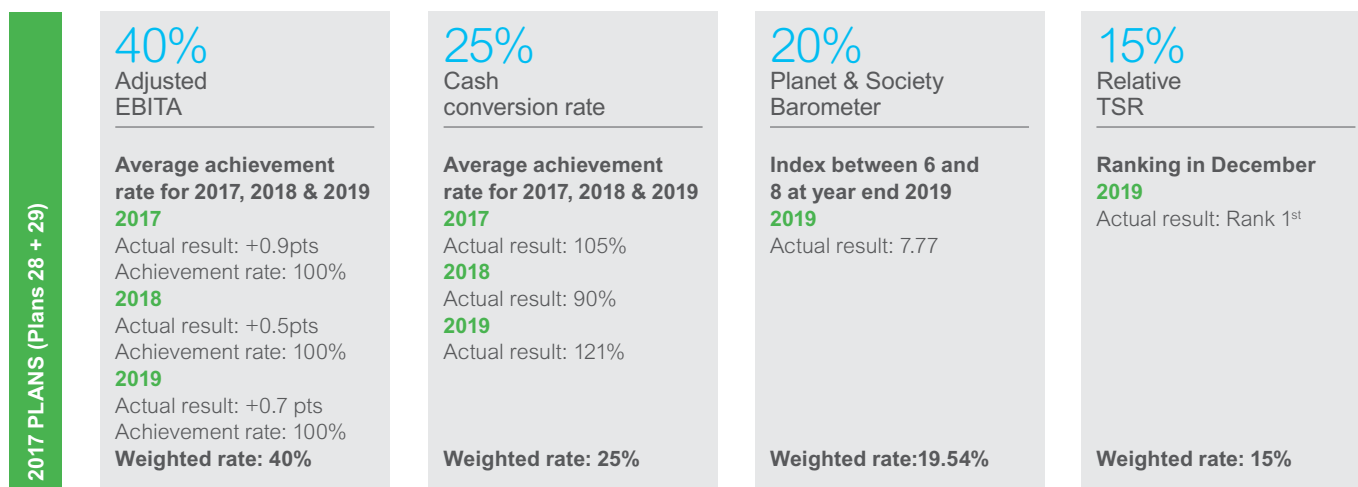 2017 PLANS (Plans 28 + 29)
40%
Adjusted
EBITA
Average achievement
rate for 2017, 2018 & 2019
2017
Actual result: +0.9pts
Achievement rate: 100%
2018
Actual result: +0.5pts
Achievement rate: 100%
2019
Actual result: +0.7 pts
Achievement rate: 100%
Weighted rate: 40%
25%
Cash
conversion rate
Average achievement
rate for 2017, 2018 & 2019
2017
Actual result: 105%
2018
Actual result: 90%
2019
Actual result: 121%
Weighted rate: 25%
20%
Planet & Society
Barometer
Index between 6 and
8 at year end 2019
2019
Actual result: 7.77
Weighted rate:19.54%
15%
Relative
TSR
Ranking in December
2019
Actual result: Rank 1st
Weighted rate: 15%